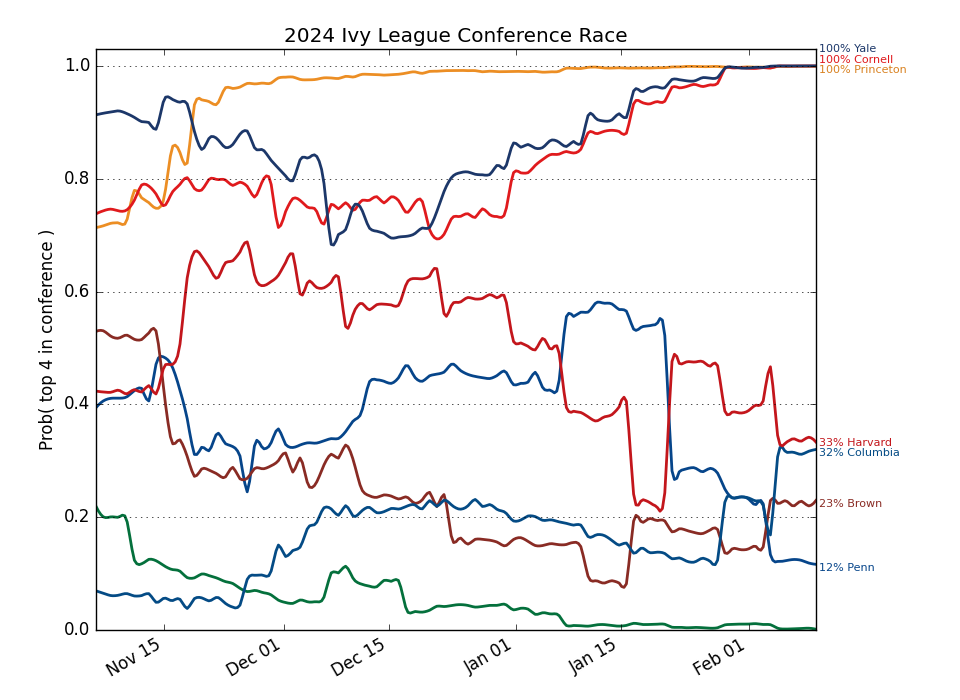 2024 Ivy League Conference Race
Prob( top 4 in conference )
1.0
0.8
0.6
0.4
0.2
0.0
Nov 15
Dec 01
Dec 15
Jan 01
Jan 15
Feb 01
100% Yale
100% Cornell
100% Princeton
33% Harvard
32% Columbia
23% Brown
12% Penn